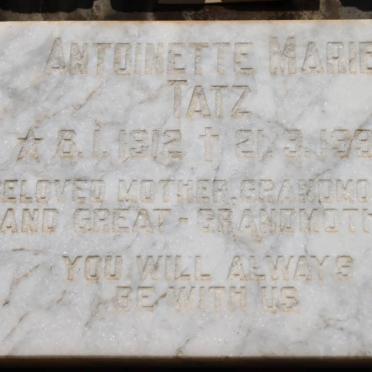 ANTOINETTE MARIE
TATZ
☆ 8.1.1912 † 21.3.199
BELOVED MOTHER, GRANDMO
AND GREAT-GRANDMOTH
YOU WILL ALWAYS
BE WITH US